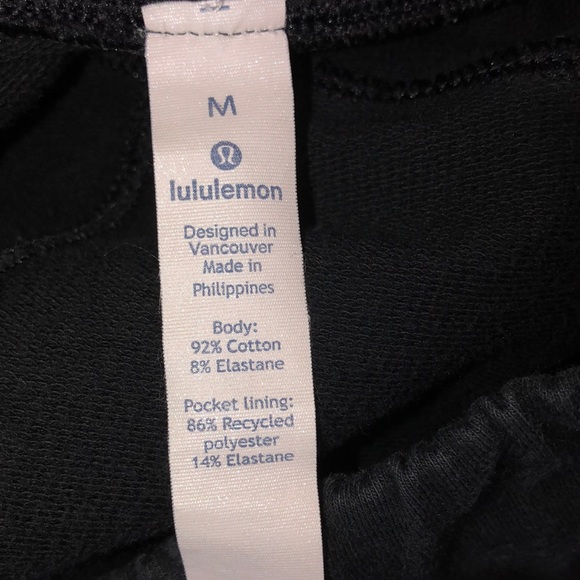 M
lululemon
Designed in
Vancouver
Made in
Philippines
Body:
92% Cotton
8% Elastane
Pocket lining:
86% Recycled
polyester
14% Elastane